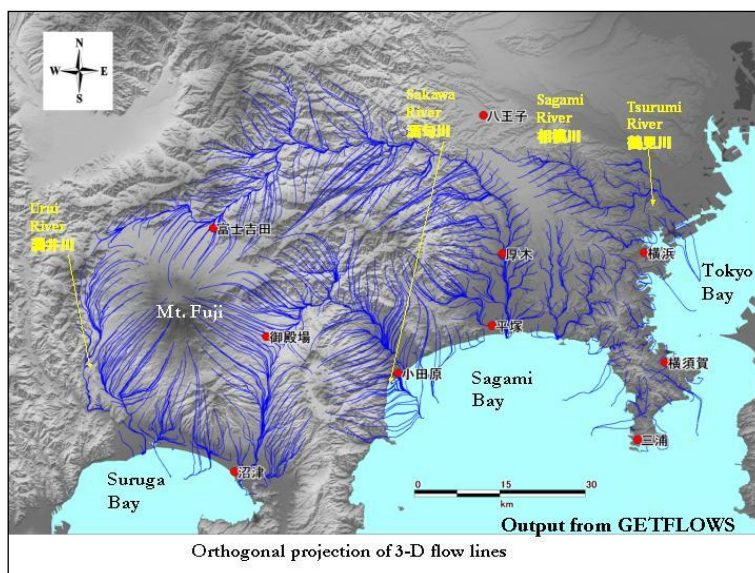 N
W E
S
Sakawa
River
酒匂川
八王子
Sagami
River
相模川
Tsurumi
River
鶴見川
Urui
River
潤井川
富士吉田
厚木
横浜
Tokyo
Bay
Mt. Fuji
御殿場
平塚
小田原
Sagami
Bay
横須賀
三浦
沼津
Suruga
Bay
0 15 30
km
Output from GETFLOWS
Orthogonal projection of 3-D flow lines